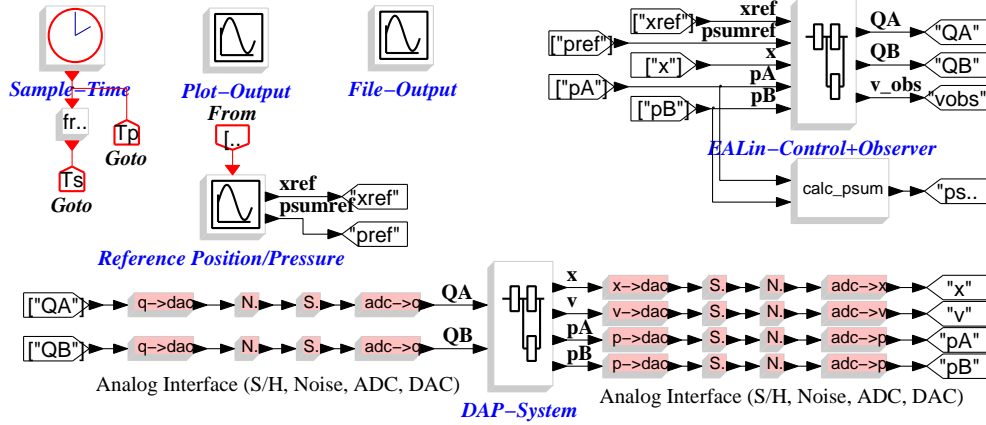 Sample−Time
fr..
Tp
Goto
Ts
Goto
Plot−Output
File−Output
From
[..
xref
"xref"
psumref
"pref"
Reference Position/Pressure
["xref"]
xref
["pref"]
psumref
["x"]
x
["pA"]
pA
["pB"]
pB
QA
"QA"
QB
"QB"
v_obs
"vobs"
EALin−Control+Observer
calc_psum
"ps..
["QA"]
q−>dac
N.
S.
adc−>q
QA
["QB"]
q−>dac
N.
S.
adc−>q
QB
Analog Interface (S/H, Noise, ADC, DAC)
DAP−System
x
x−>dac
S.
N.
adc−>x
"x"
v
v−>dac
S.
N.
adc−>v
"v"
pA
p−>dac
S.
N.
adc−>p
"pA"
pB
p−>dac
S.
N.
adc−>p
"pB"
Analog Interface (S/H, Noise, ADC, DAC)